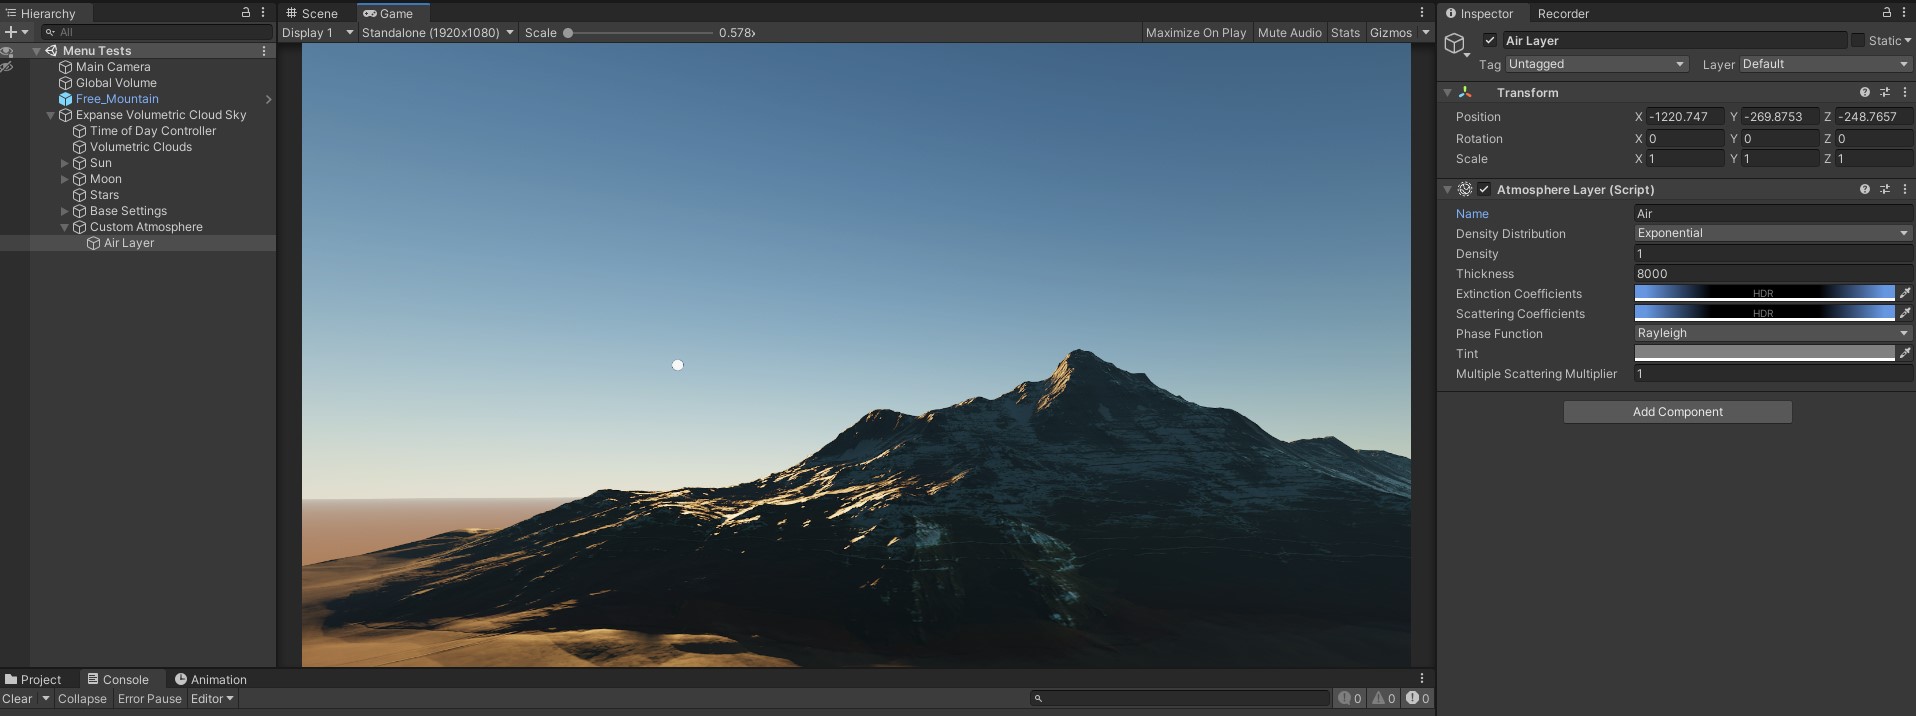 Hierarchy
All
Menu Tests
Main Camera
Global Volume
Free_Mountain
Expanse Volumetric Cloud Sky
Time of Day Controller
Volumetric Clouds
Sun
Moon
Stars
Base Settings
Custom Atmosphere
Air Layer
Scene Game
Display 1 Standalone (1920x1080) Scale 0.578x Maximize On Play Mute Audio Stats Gizmos
Inspector Recorder
Air Layer Static
Tag Untagged Layer Default
Transform
Position X -1220.747 Y -269.8753 Z -248.7657
Rotation X 0 Y 0 Z 0
Scale X 1 Y 1 Z 1
Atmosphere Layer (Script)
Name Air
Density Distribution Exponential
Density 1
Thickness 8000
Extinction Coefficients HDR
Scattering Coefficients HDR
Phase Function Rayleigh
Tint
Multiple Scattering Multiplier 1
Add Component
Project Console Animation
Clear Collapse Error Pause Editor 0 0 0